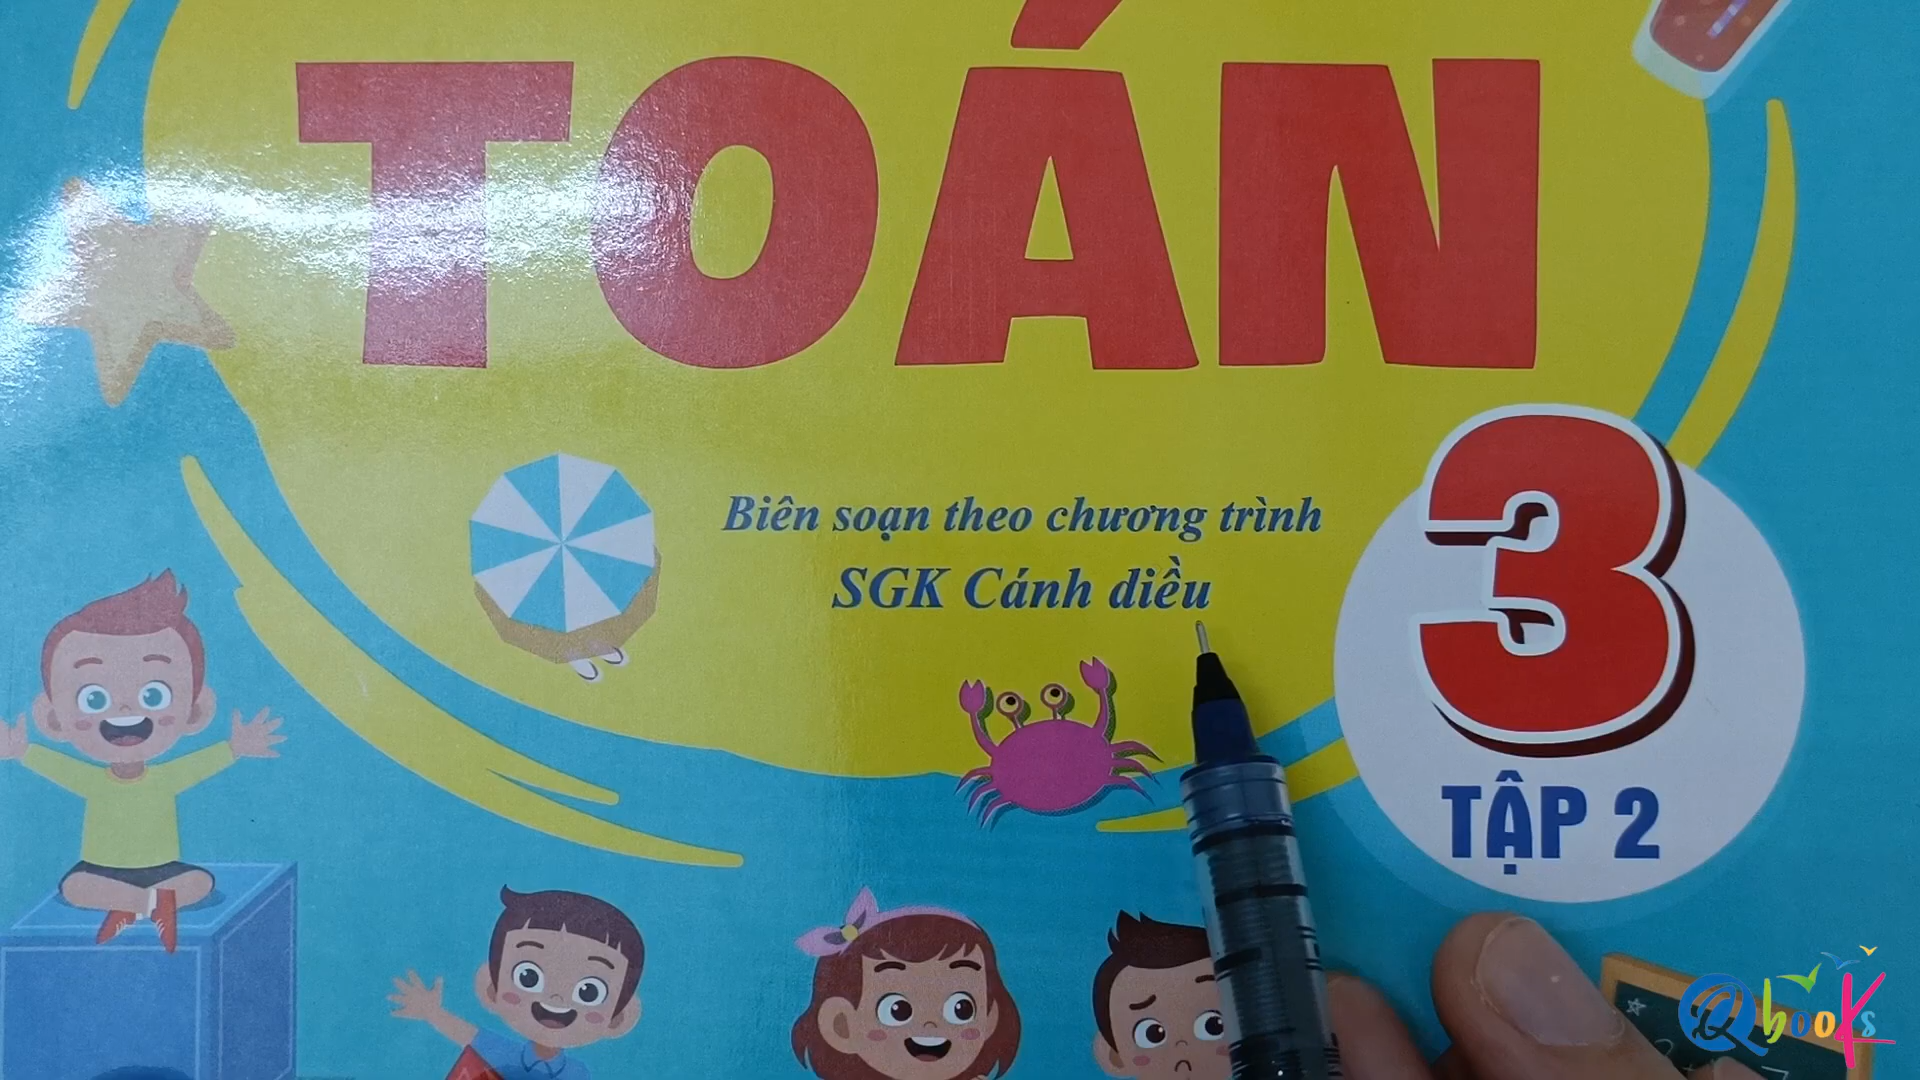 TOÁN
Biên soạn theo chương trình
SGK Cánh diều
3
TẬP 2
Qbooks